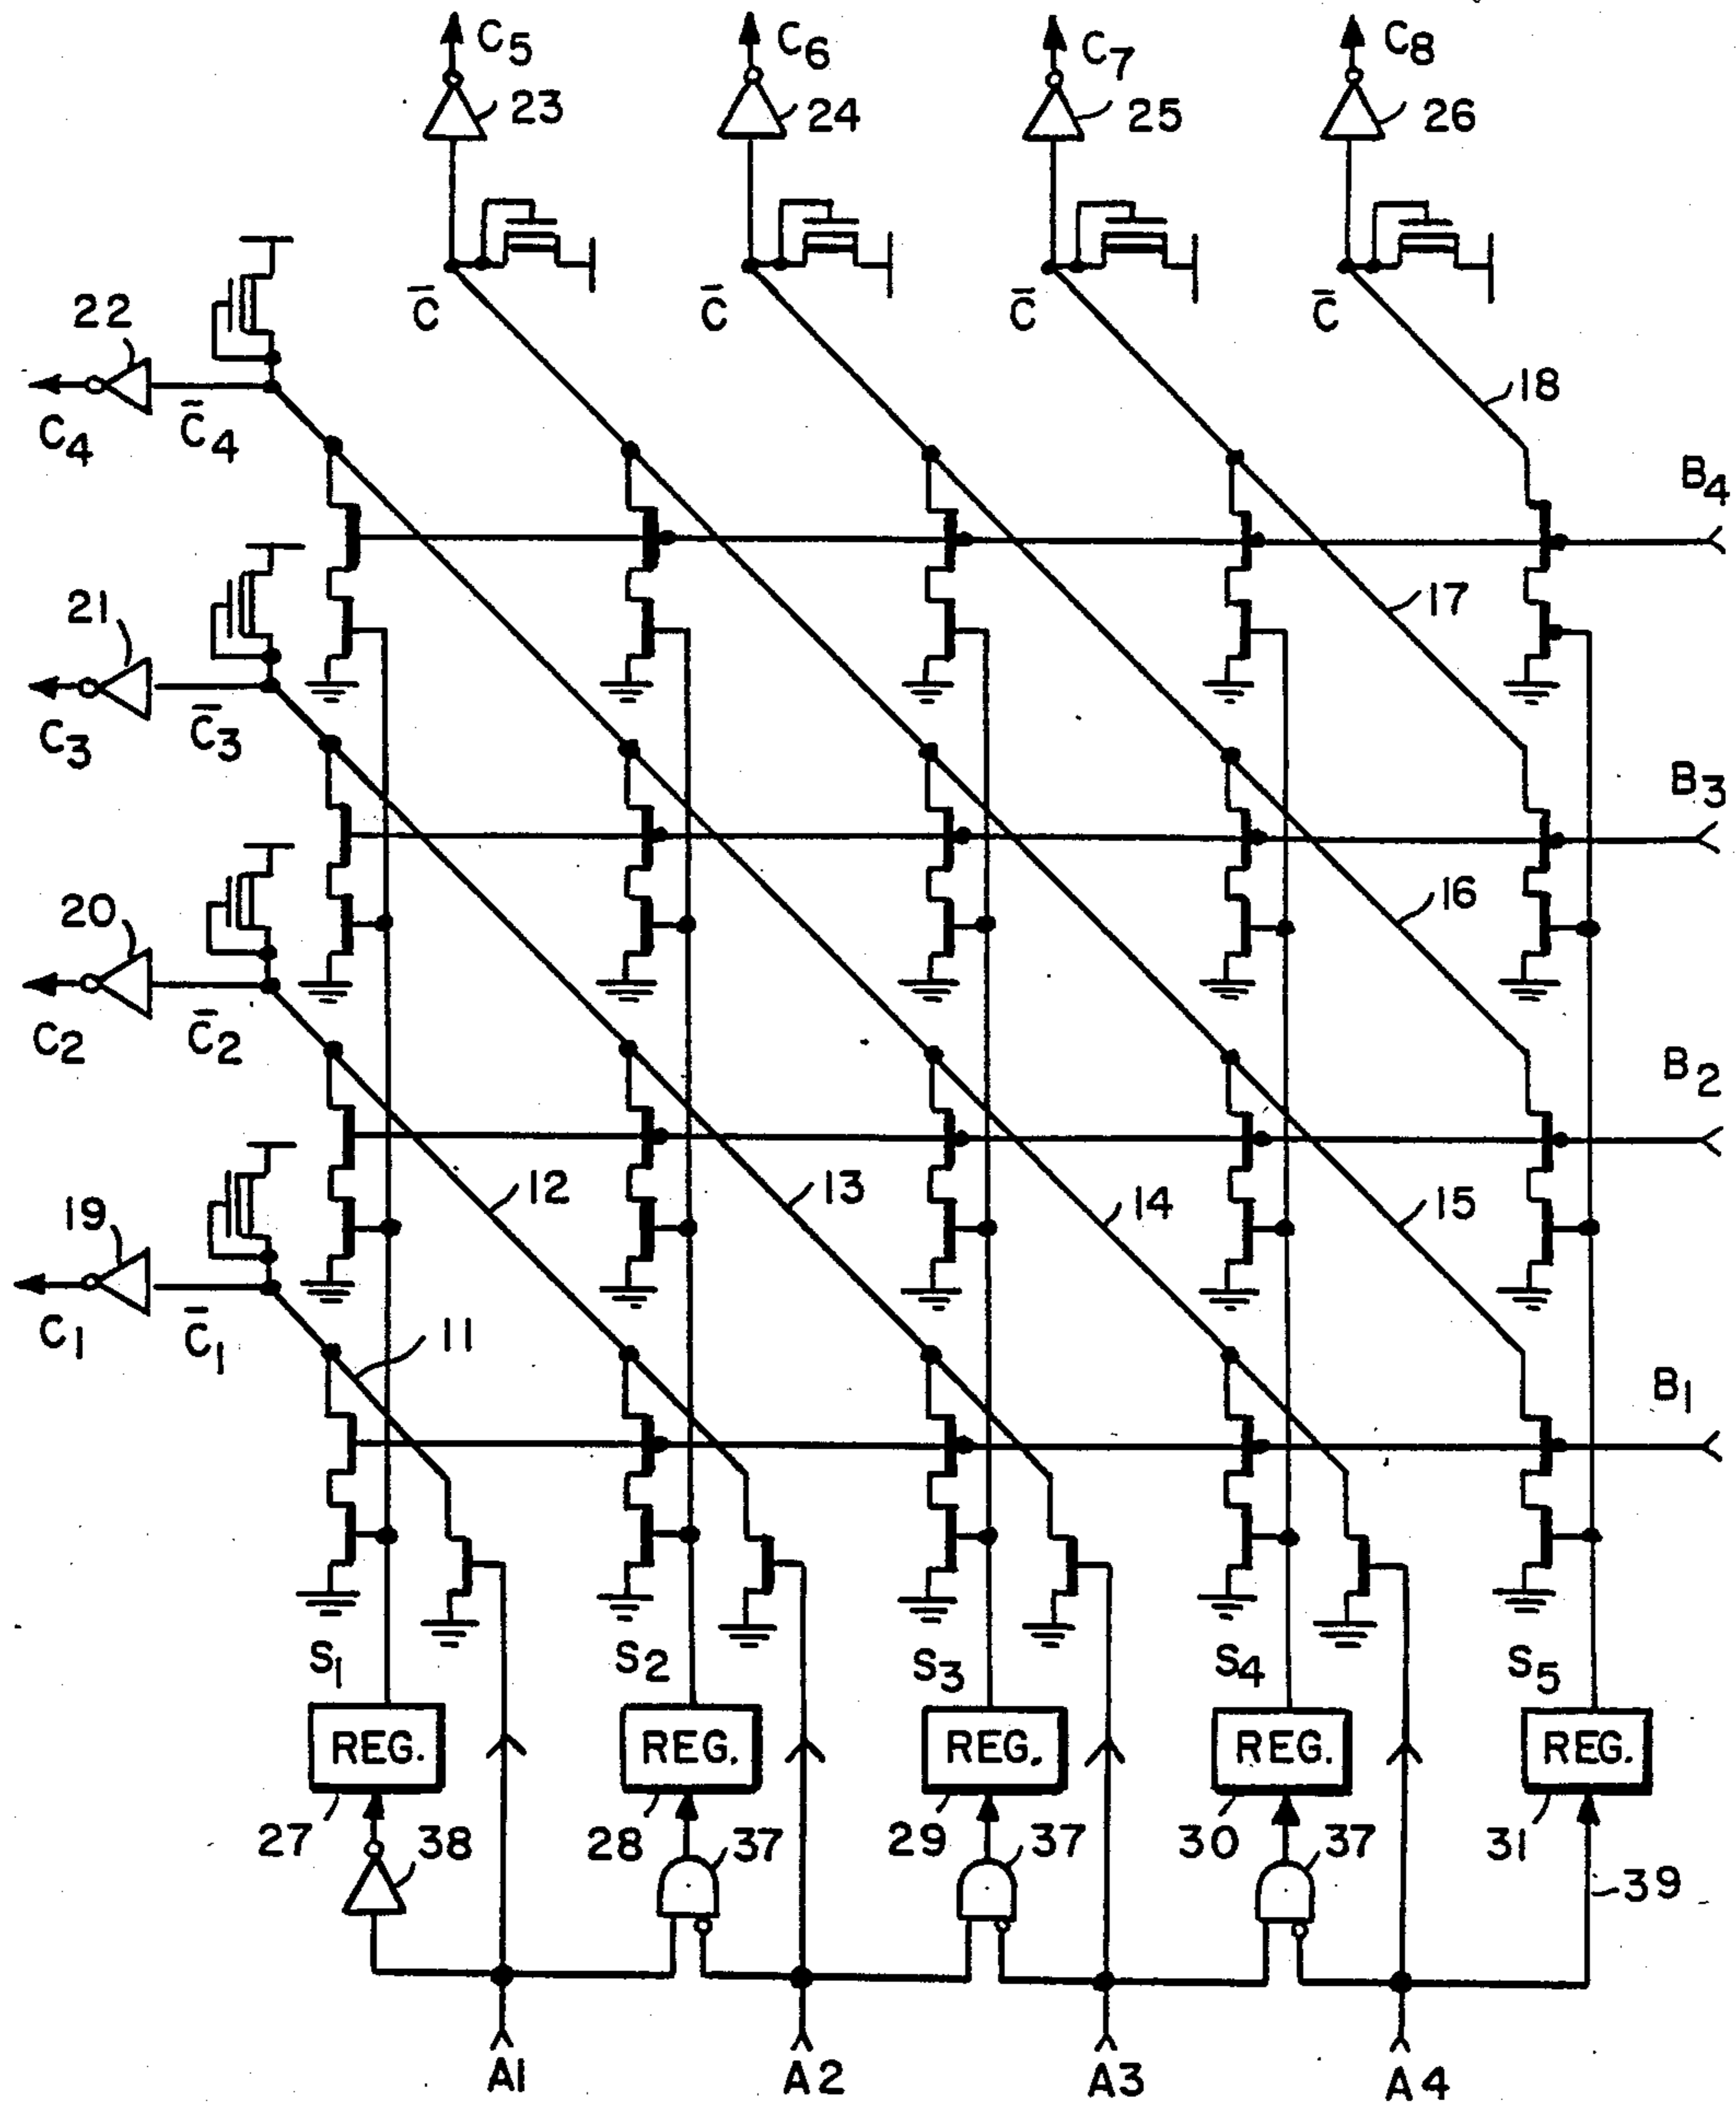 C5 C6 C7 C8
23 24 25 26
C̄ C̄ C̄ C̄
22
C4 C̄4
18
B4
21
17
C3 C̄3
B3
20
16
C2 C̄2
B2
19
12 13 14 15
C1 C̄1
11
B1
S1 S2 S3 S4 S5
REG. REG. REG. REG. REG.
27 38 28 37 29 37 30 37 31
39
A1 A2 A3 A4